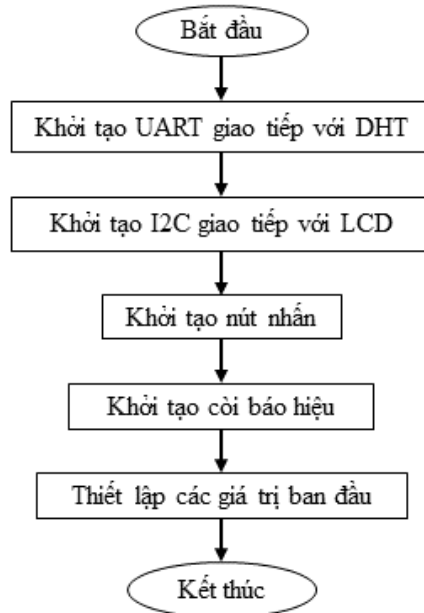 Bắt đầu
Khởi tạo UART giao tiếp với DHT
Khởi tạo I2C giao tiếp với LCD
Khởi tạo nút nhấn
Khởi tạo còi báo hiệu
Thiết lập các giá trị ban đầu
Kết thúc